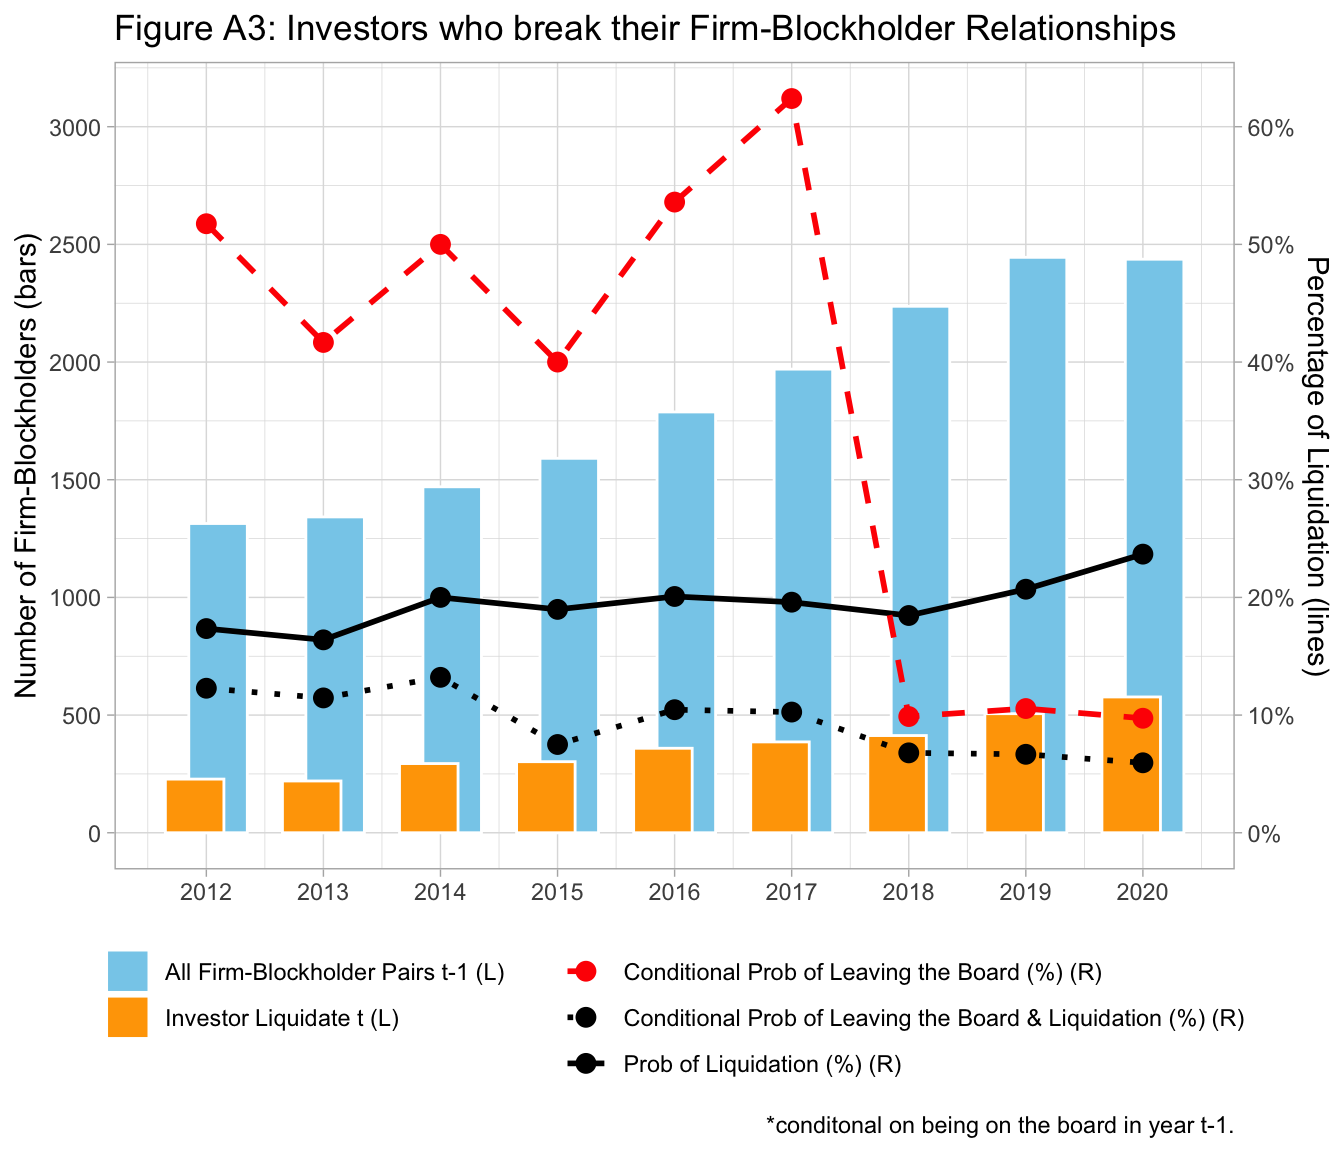 Figure A3: Investors who break their Firm-Blockholder Relationships
Number of Firm-Blockholders (bars)
3000
2500
2000
1500
1000
500
0
60%
50%
40%
30%
20%
10%
0%
Percentage of Liquidation (lines)
2012 2013 2014 2015 2016 2017 2018 2019 2020
All Firm-Blockholder Pairs t-1 (L)
Investor Liquidate t (L)
Conditional Prob of Leaving the Board (%) (R)
Conditional Prob of Leaving the Board & Liquidation (%) (R)
Prob of Liquidation (%) (R)
*conditonal on being on the board in year t-1.